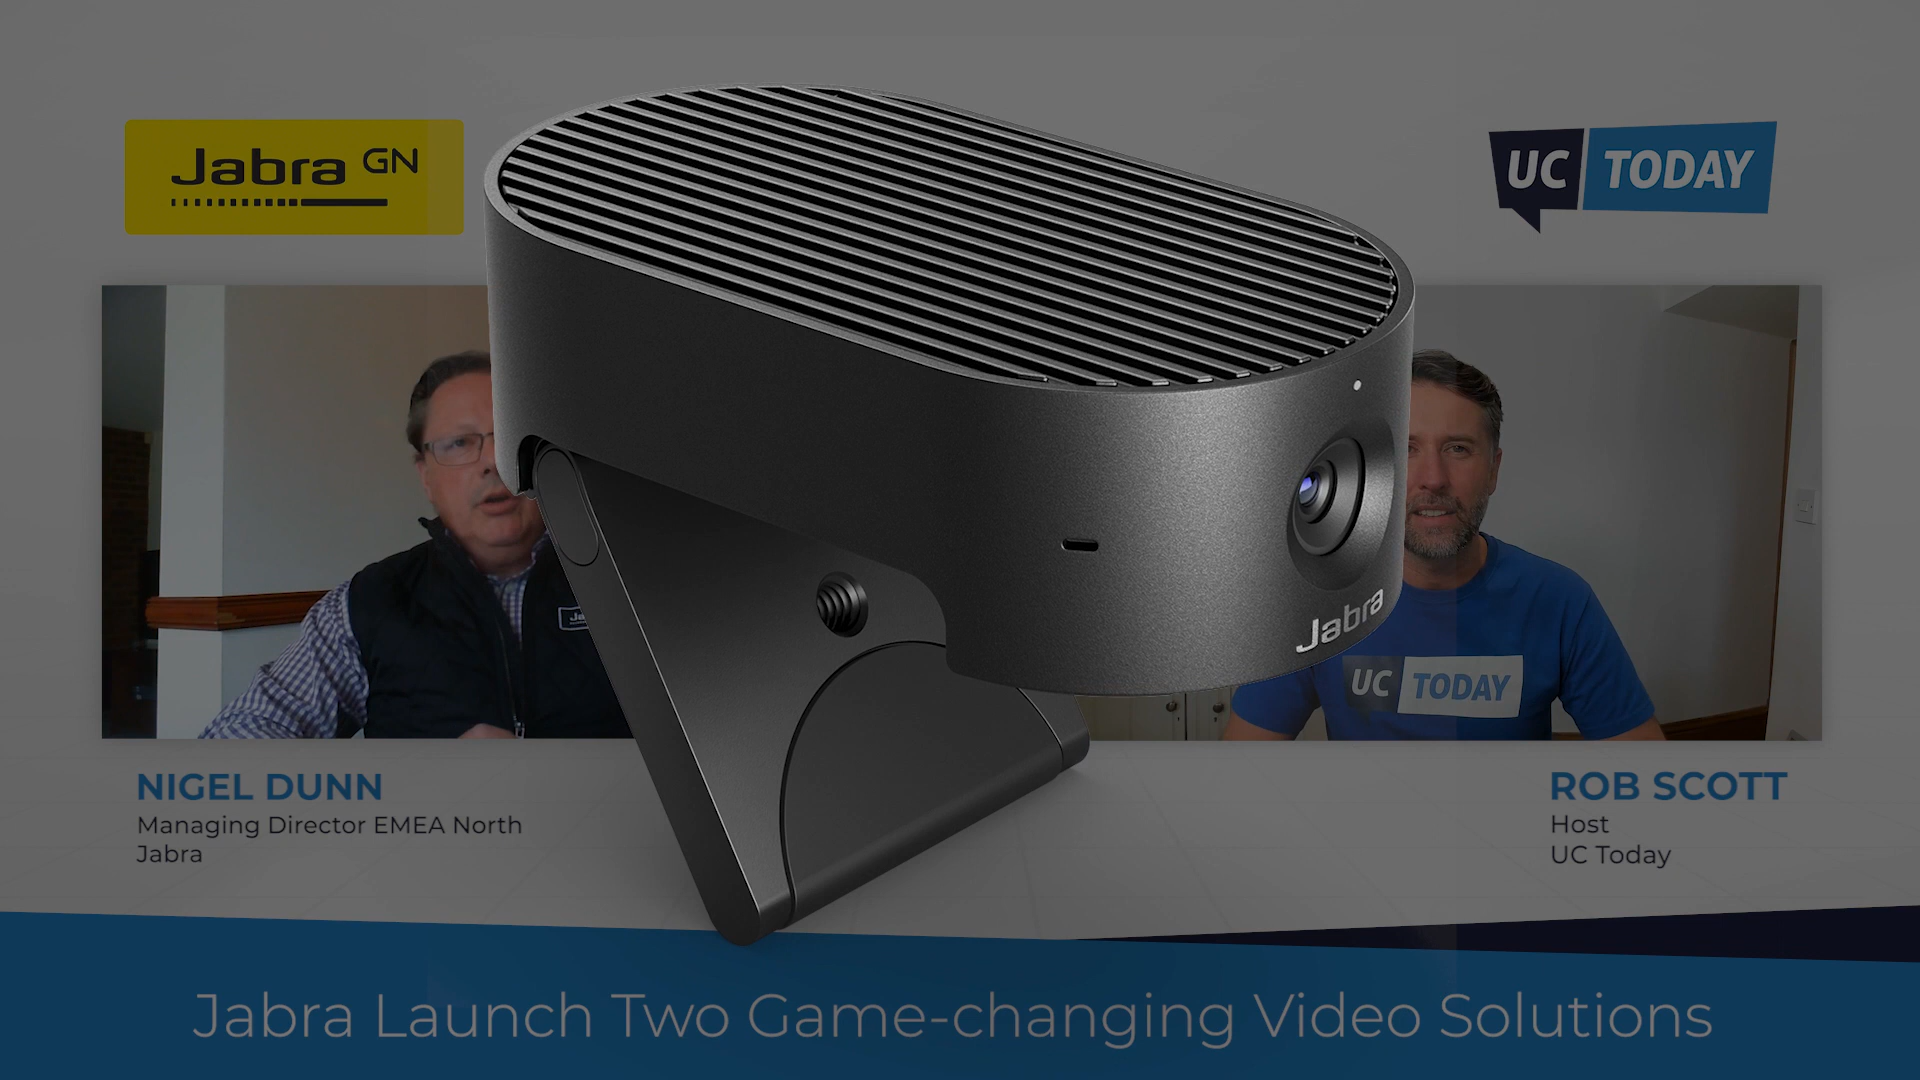 Jabra GN
UC TODAY
Jabra
Ja
UC TODAY
NIGEL DUNN
Managing Director EMEA North
Jabra
ROB SCOTT
Host
UC Today
Jabra Launch Two Game-changing Video Solutions